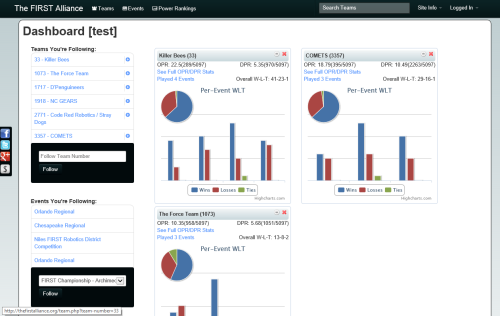 The FIRST Alliance
Teams
Events
Power Rankings
Search Teams
Site Info
Logged In
Dashboard [test]
Teams You're Following:
33 - Killer Bees
1073 - The Force Team
1717 - D'Penguineers
1918 - NC GEARS
2771 - Code Red Robotics / Stray
Dogs
3357 - COMETS
Follow Team Number
Follow
Events You're Following:
Orlando Regional
Chesapeake Regional
Niles FIRST Robotics District
Competition
Orlando Regional
FIRST Championship - Archimed
Follow
http://thefirstalliance.org/team.php?team-number=33
Killer Bees (33)
OPR: 22.5(289/5097)
DPR: 5.35(970/5097)
See Full OPR/DPR Stats
Played 4 Events
Overall W-L-T: 41-23-1
Per-Event WLT
Wins
Losses
Ties
Highcharts.com
COMETS (3357)
OPR: 18.79(395/5097)
DPR: 10.49(2263/5097)
See Full OPR/DPR Stats
Played 3 Events
Overall W-L-T: 29-16-1
Per-Event WLT
Wins
Losses
Ties
Highcharts.com
The Force Team (1073)
OPR: 10.35(958/5097)
DPR: 5.68(1051/5097)
See Full OPR/DPR Stats
Played 3 Events
Overall W-L-T: 13-8-2
Per-Event WLT